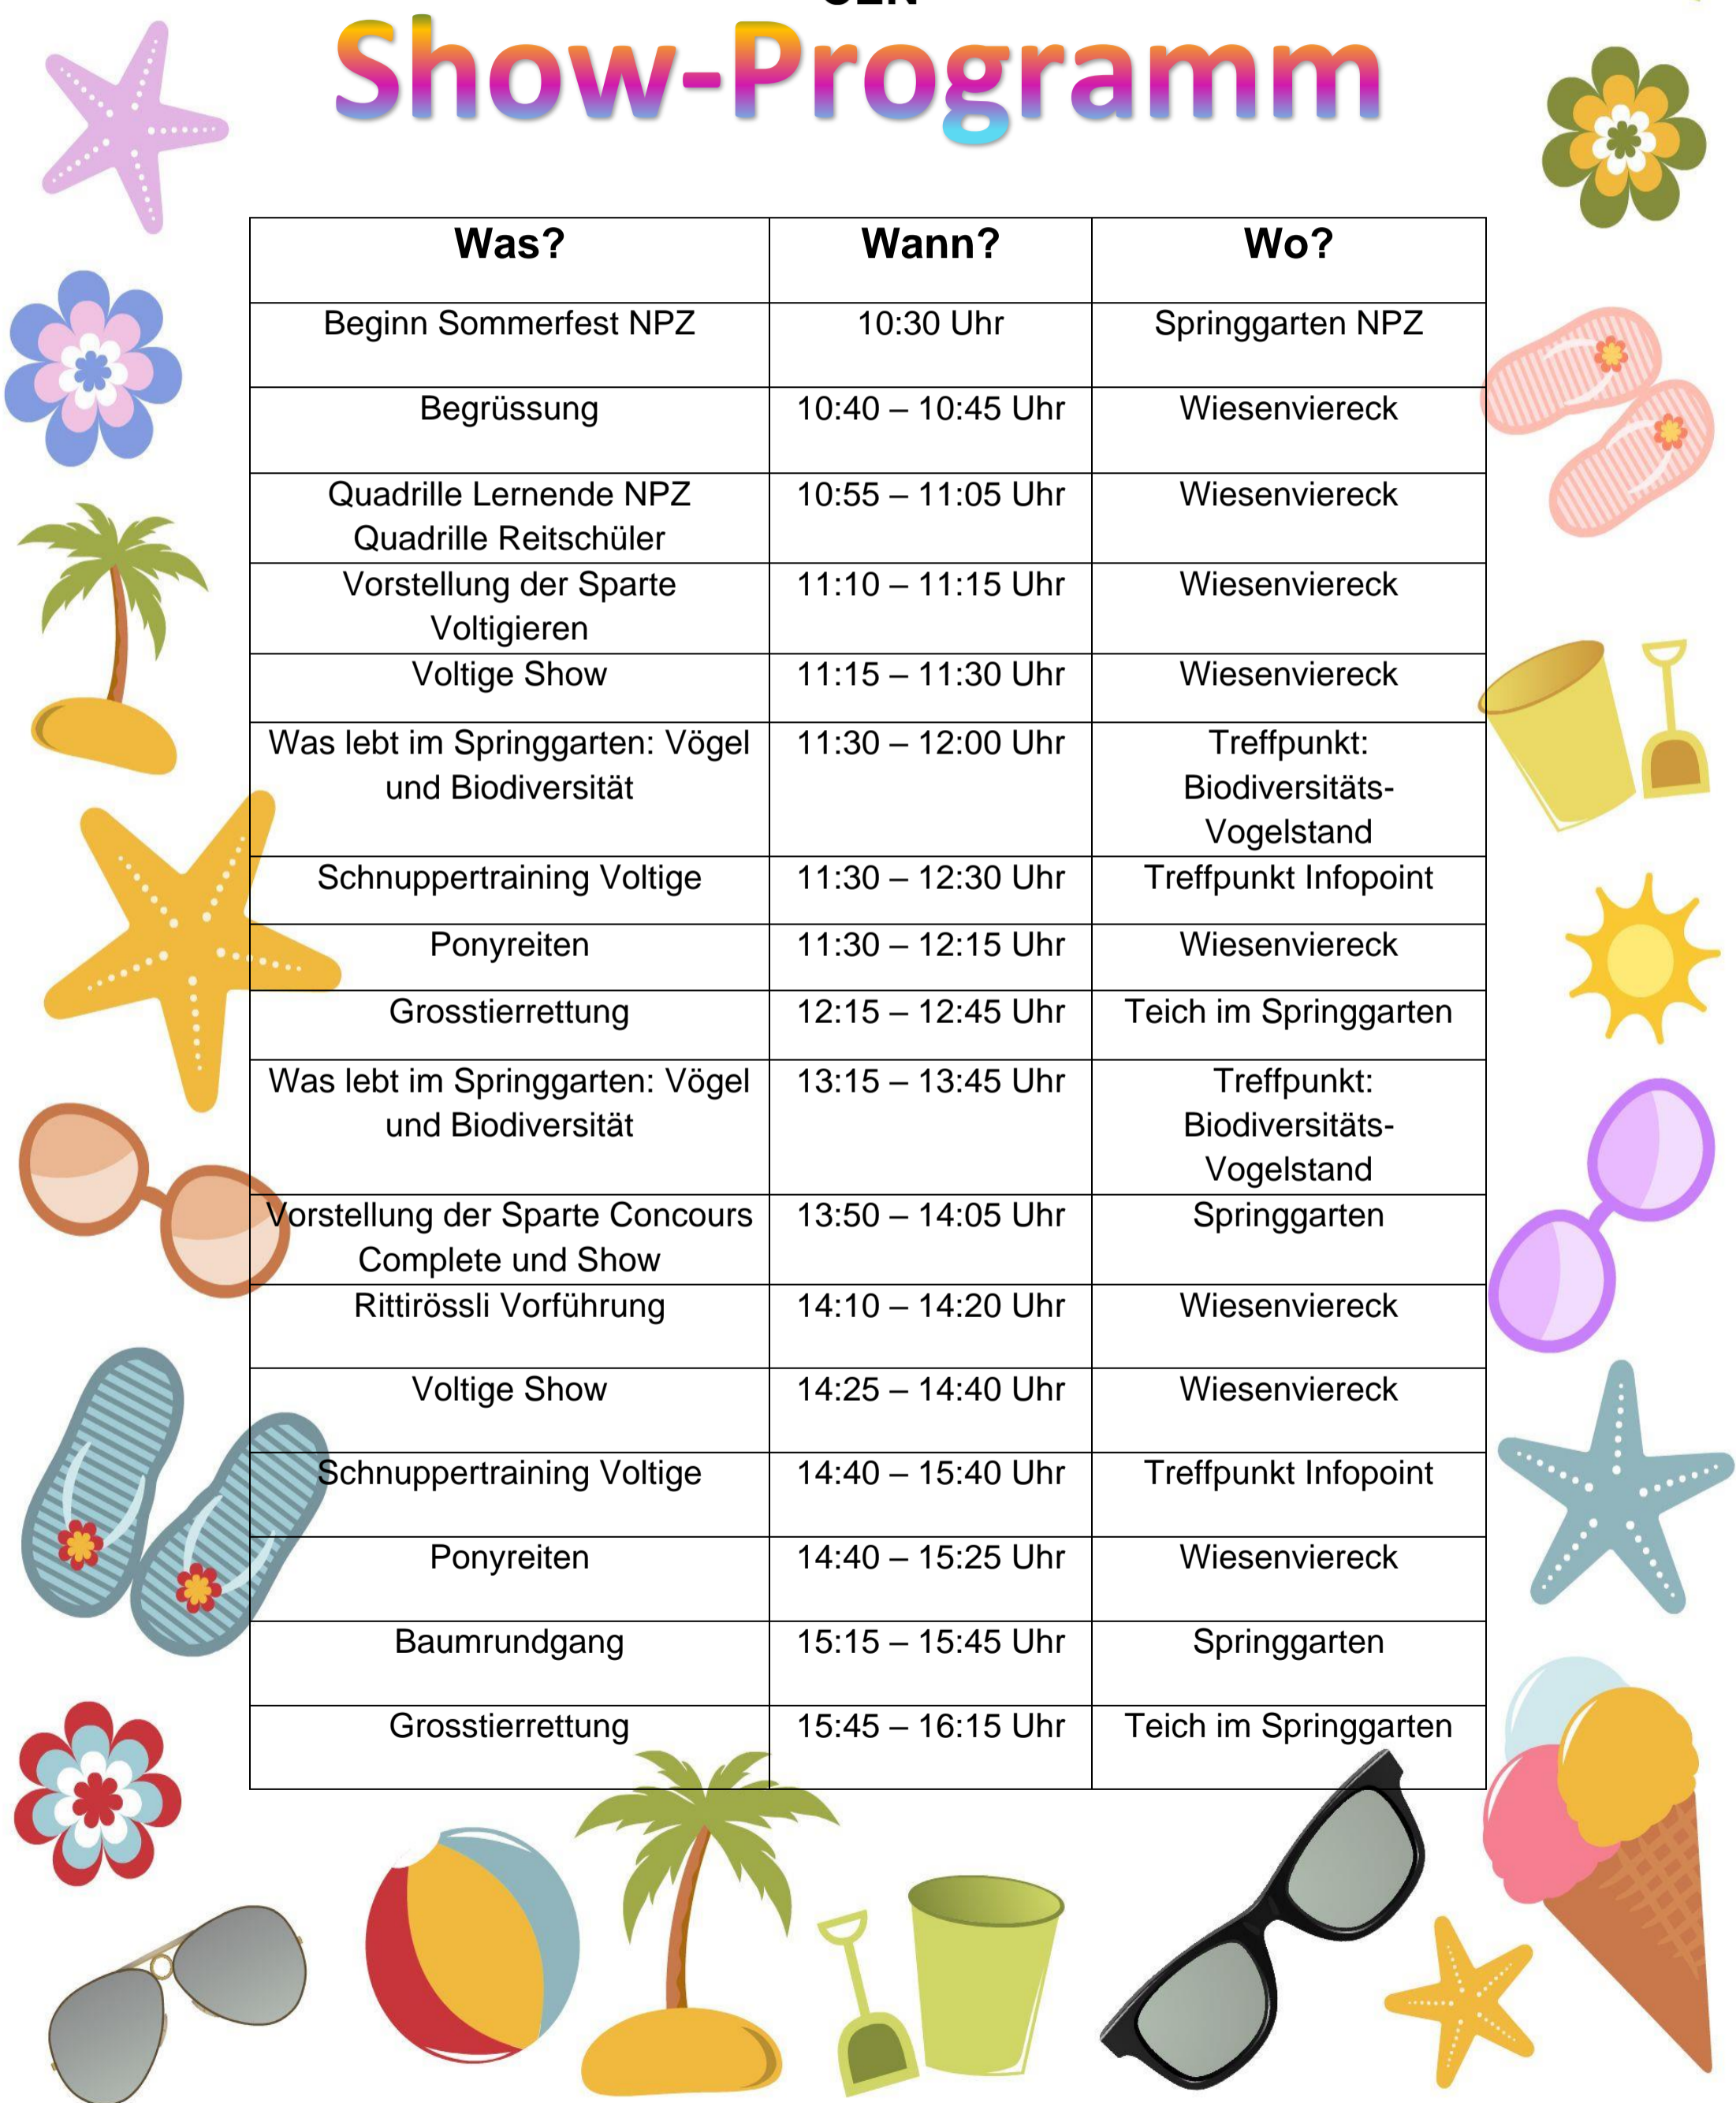 Show-Programm
Was? Wann? Wo?
Beginn Sommerfest NPZ 10:30 Uhr Springgarten NPZ
Begrüssung 10:40 – 10:45 Uhr Wiesenviereck
Quadrille Lernende NPZ 10:55 – 11:05 Uhr Wiesenviereck
Quadrille Reitschüler
Vorstellung der Sparte 11:10 – 11:15 Uhr Wiesenviereck
Voltigieren
Voltige Show 11:15 – 11:30 Uhr Wiesenviereck
Was lebt im Springgarten: Vögel 11:30 – 12:00 Uhr Treffpunkt:
und Biodiversität Biodiversitäts-
Vogelstand
Schnuppertraining Voltige 11:30 – 12:30 Uhr Treffpunkt Infopoint
Ponyreiten 11:30 – 12:15 Uhr Wiesenviereck
Grosstierrettung 12:15 – 12:45 Uhr Teich im Springgarten
Was lebt im Springgarten: Vögel 13:15 – 13:45 Uhr Treffpunkt:
und Biodiversität Biodiversitäts-
Vogelstand
Vorstellung der Sparte Concours 13:50 – 14:05 Uhr Springgarten
Complete und Show
Rittirössli Vorführung 14:10 – 14:20 Uhr Wiesenviereck
Voltige Show 14:25 – 14:40 Uhr Wiesenviereck
Schnuppertraining Voltige 14:40 – 15:40 Uhr Treffpunkt Infopoint
Ponyreiten 14:40 – 15:25 Uhr Wiesenviereck
Baumrundgang 15:15 – 15:45 Uhr Springgarten
Grosstierrettung 15:45 – 16:15 Uhr Teich im Springgarten